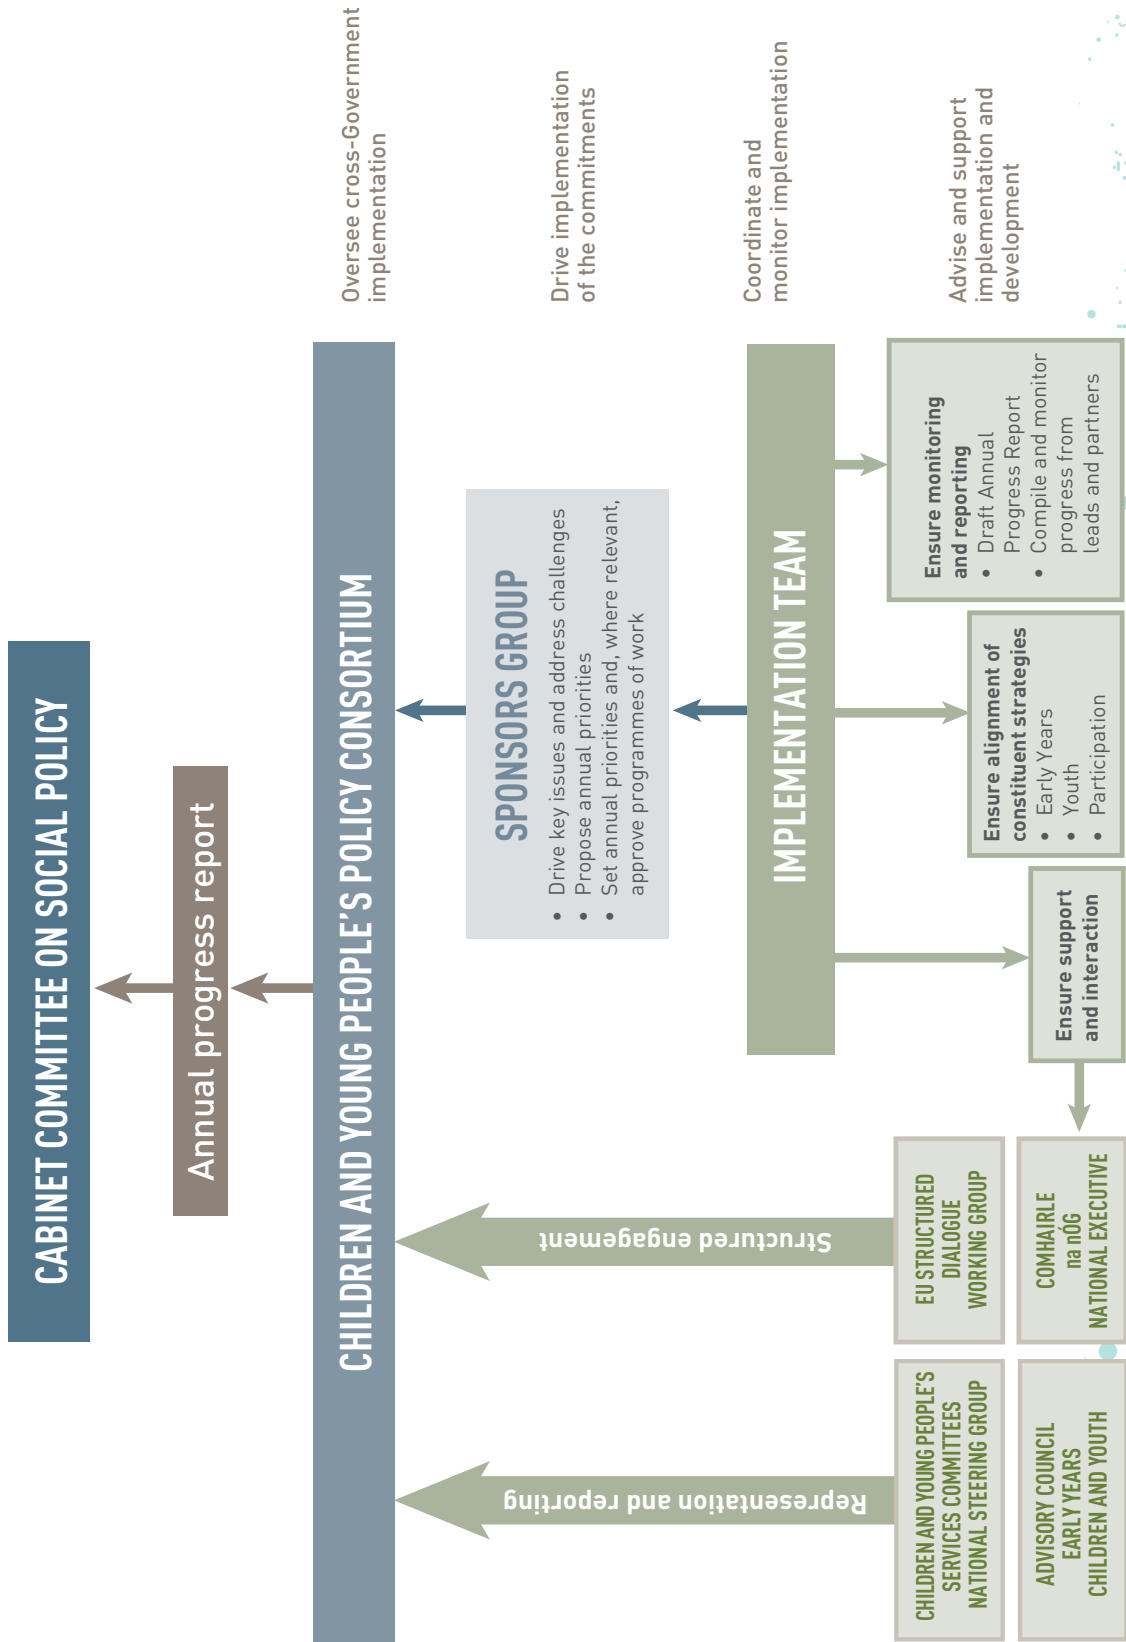 CABINET COMMITTEE ON SOCIAL POLICY
Annual progress report
CHILDREN AND YOUNG PEOPLE'S POLICY CONSORTIUM
Oversee cross-Government
implementation
SPONSORS GROUP
• Drive key issues and address challenges
• Propose annual priorities
• Set annual priorities and, where relevant,
approve programmes of work
Drive implementation
of the commitments
Representation and reporting
Structured engagement
IMPLEMENTATION TEAM
Coordinate and
monitor implementation
CHILDREN AND YOUNG PEOPLE'S
SERVICES COMMITTEES
NATIONAL STEERING GROUP
EU STRUCTURED
DIALOGUE
WORKING GROUP
ADVISORY COUNCIL
EARLY YEARS
CHILDREN AND YOUTH
COMHAIRLE
na nÓG
NATIONAL EXECUTIVE
Ensure support
and interaction
Ensure alignment of
constituent strategies
• Early Years
• Youth
• Participation
Ensure monitoring
and reporting
• Draft Annual
Progress Report
• Compile and monitor
progress from
leads and partners
Advise and support
implementation and
development